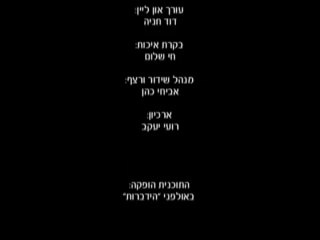 עורך און ליין:
דוד חניה
בקרת איכות:
חי שלום
מנהל שידור ורצף:
אביחי כהן
ארכיון:
רועי יעקב
התוכנית הופקה:
באולפני "הידברות"